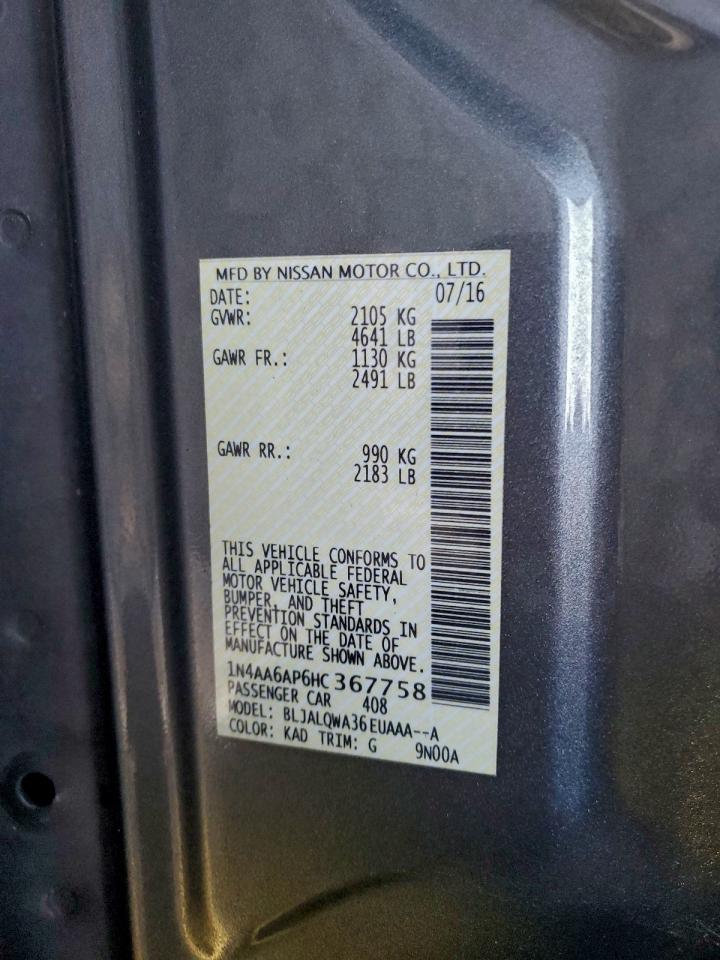 MFD BY NISSAN MOTOR CO., LTD.
DATE: 07/16
GVWR: 2105 KG
4641 LB
GAWR FR.: 1130 KG
2491 LB
GAWR RR.: 990 KG
2183 LB
THIS VEHICLE CONFORMS TO
ALL APPLICABLE FEDERAL
MOTOR VEHICLE SAFETY,
BUMPER, AND THEFT
PREVENTION STANDARDS IN
EFFECT ON THE DATE OF
MANUFACTURE SHOWN ABOVE.
1N4AA6AP6HC367758
PASSENGER CAR 408
MODEL: BLJALQWA36EUAAA--A
COLOR: KAD TRIM: G 9N00A